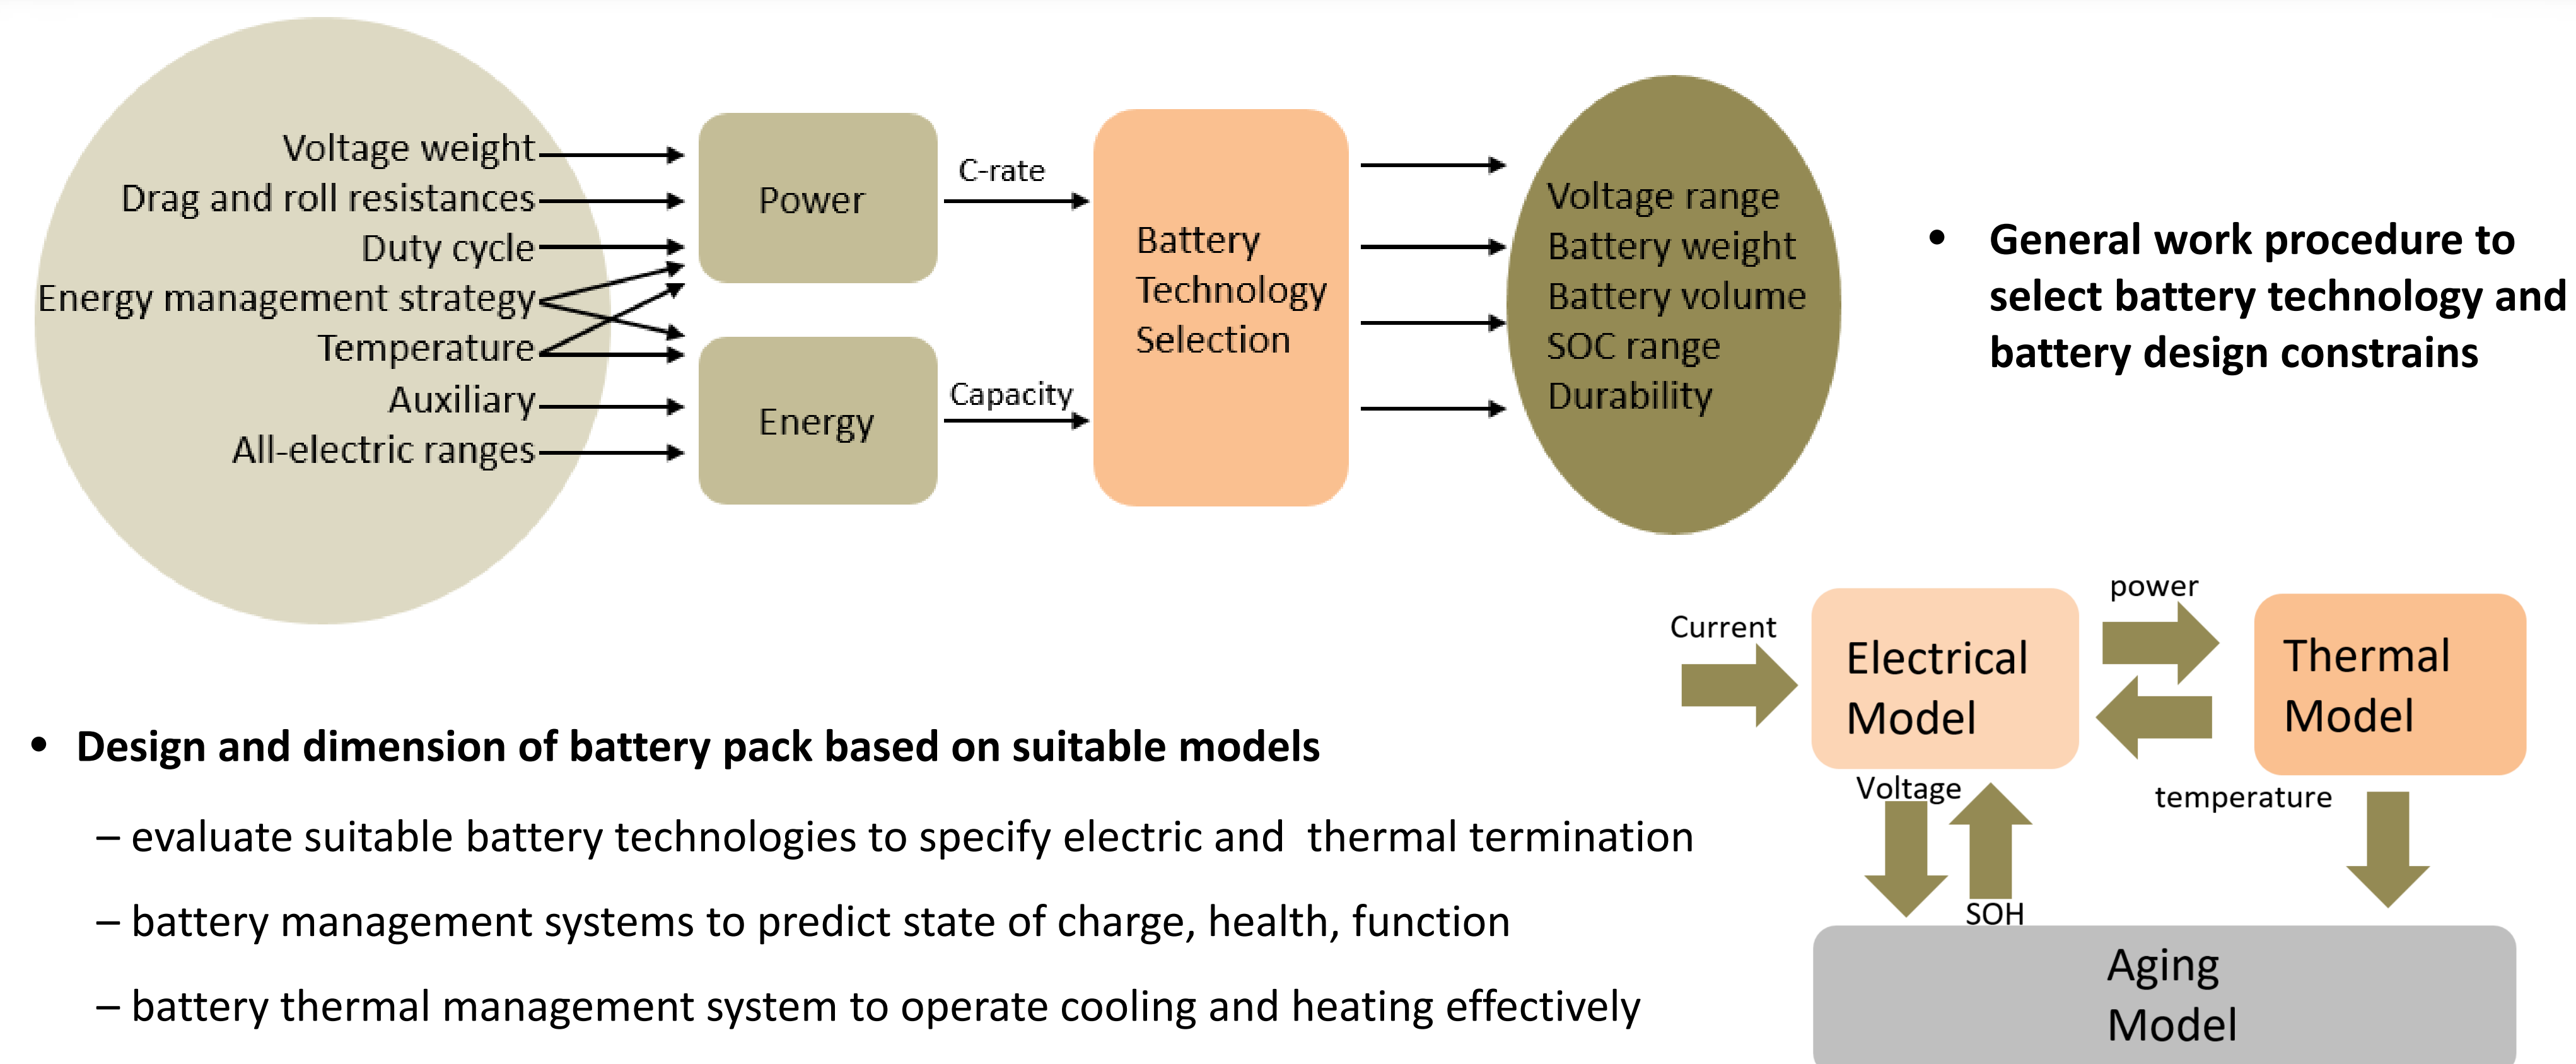 Voltage weight
Drag and roll resistances
Duty cycle
Energy management strategy
Temperature
Auxiliary
All-electric ranges
Power
Energy
C-rate
Capacity
Battery
Technology
Selection
Voltage range
Battery weight
Battery volume
SOC range
Durability
• General work procedure to
select battery technology and
battery design constrains
• Design and dimension of battery pack based on suitable models
– evaluate suitable battery technologies to specify electric and thermal termination
– battery management systems to predict state of charge, health, function
– battery thermal management system to operate cooling and heating effectively
Current
Electrical
Model
power
temperature
Thermal
Model
Voltage
SOH
Aging
Model